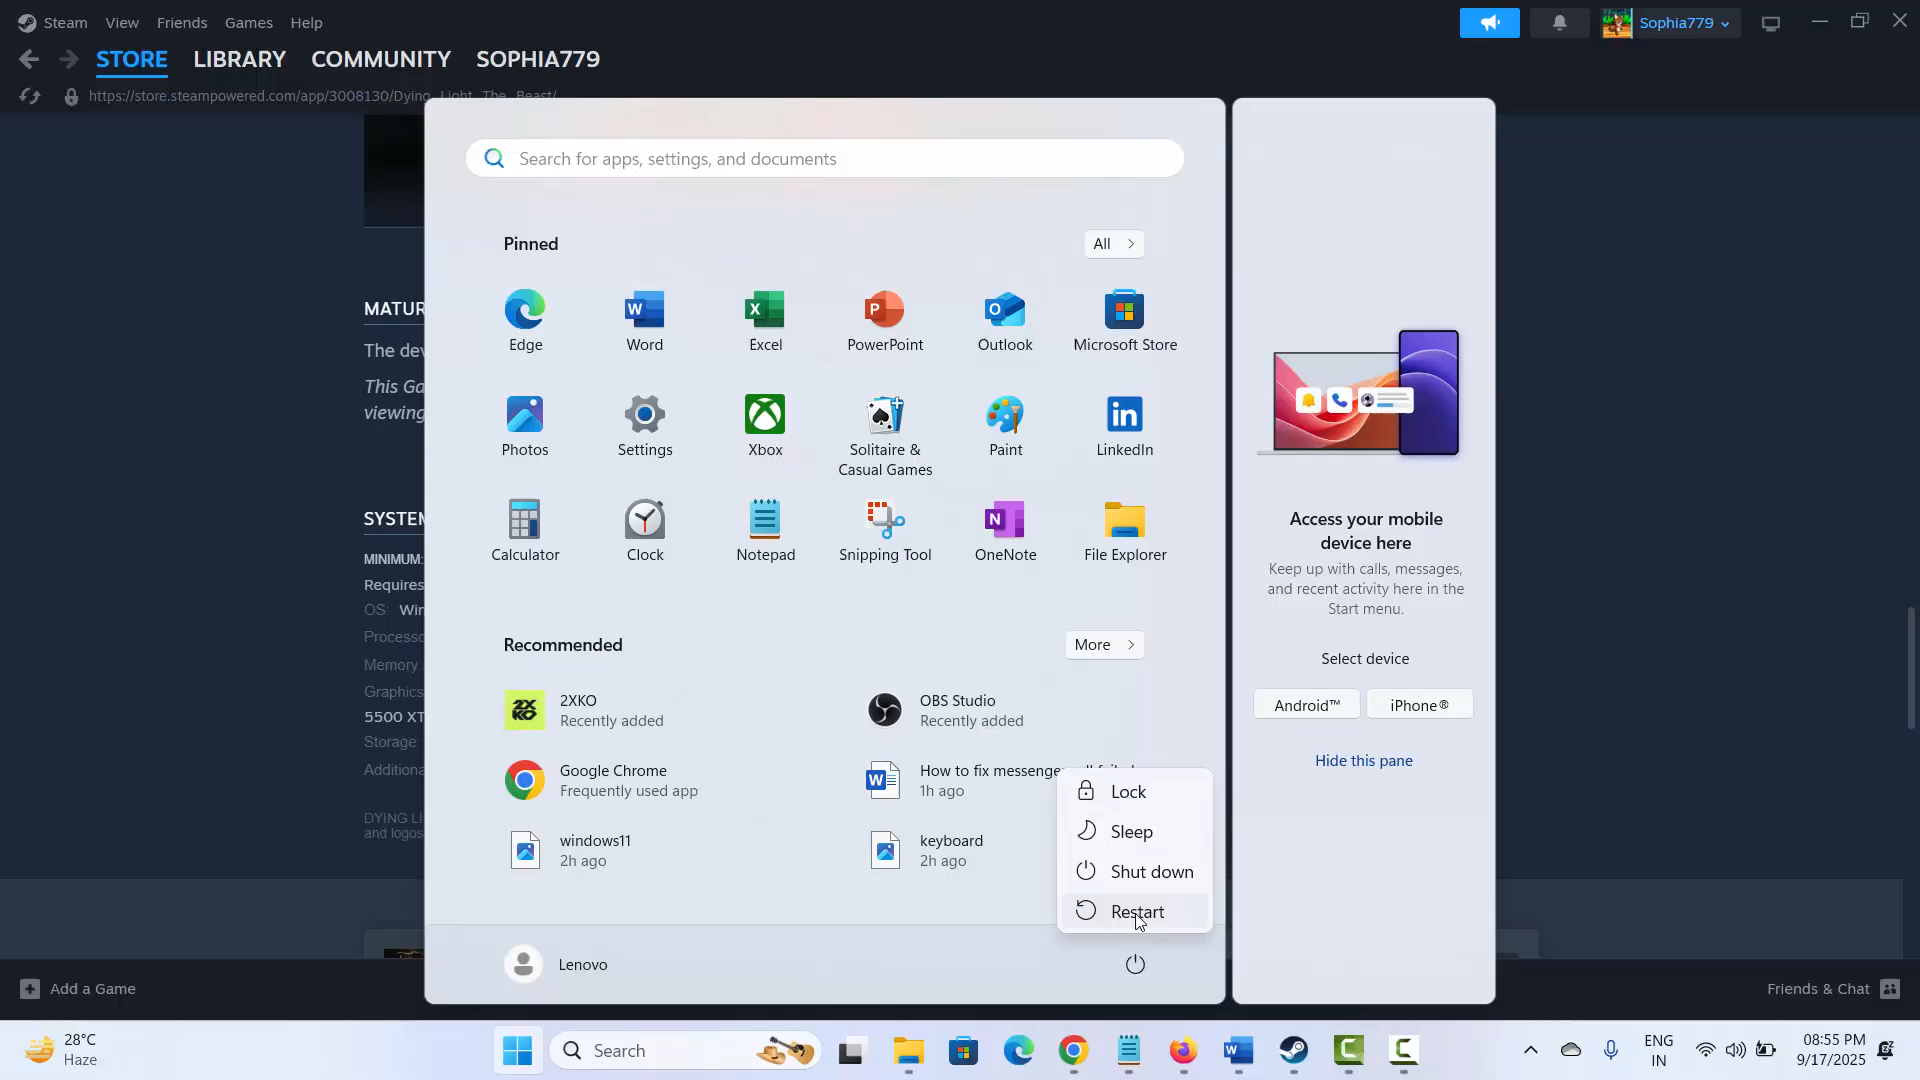 Steam View Friends Games Help
Sophia779
STORE LIBRARY COMMUNITY SOPHIA779
https://store.steampowered.com/app/3008130/Dying_Light_The_Beast/
Search for apps, settings, and documents
Pinned
All
Edge
Word
Excel
PowerPoint
Outlook
Microsoft Store
Photos
Settings
Xbox
Solitaire &
Casual Games
Paint
LinkedIn
Calculator
Clock
Notepad
Snipping Tool
OneNote
File Explorer
Recommended
More
2XKO
Recently added
OBS Studio
Recently added
Google Chrome
Frequently used app
How to fix messenge
1h ago
windows11
2h ago
keyboard
2h ago
Lock
Sleep
Shut down
Restart
Lenovo
Access your mobile
device here
Keep up with calls, messages,
and recent activity here in the
Start menu.
Select device
Android™ iPhone®
Hide this pane
MATUR
The dev
This Ga
viewing
SYSTEM
MINIMUM:
Requires
OS: Win
Processo
Memory:
Graphics
5500 XT
Storage:
Additiona
DYING LI
and logos
Add a Game
Friends & Chat
28°C
Haze
Search
ENG
IN
08:55 PM
9/17/2025